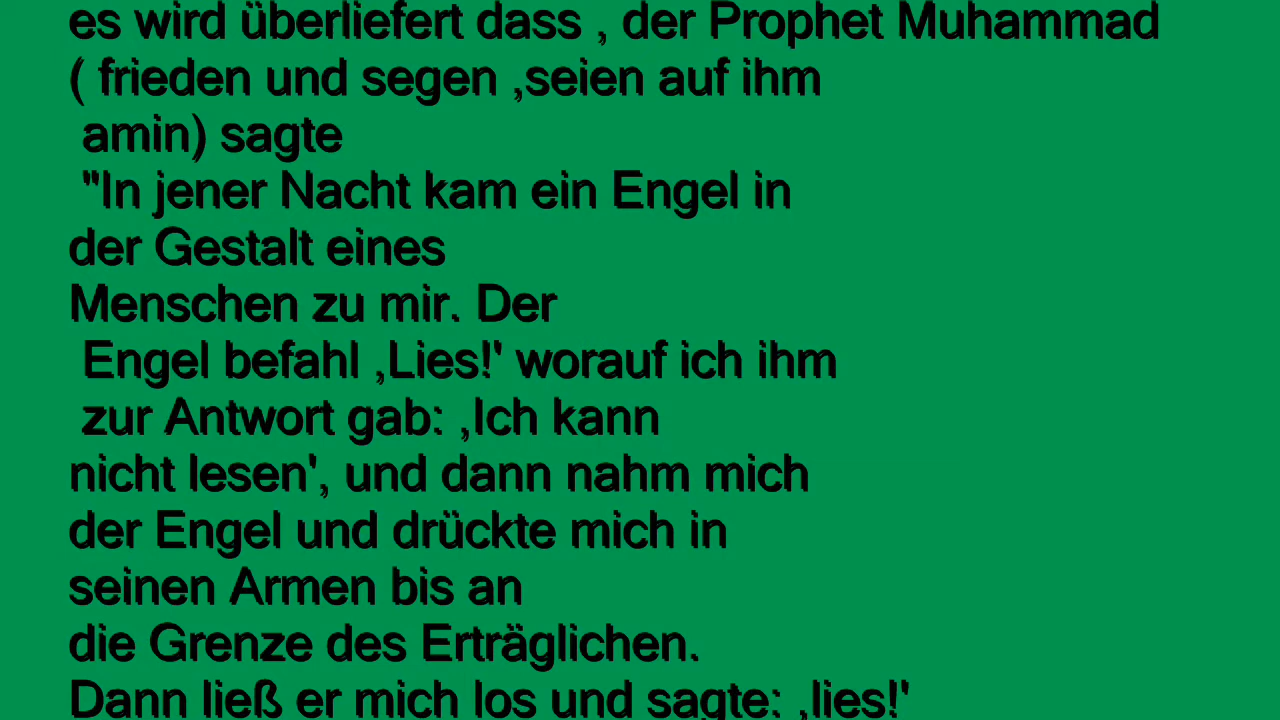 es wird überliefert dass , der Prophet Muhammad
( frieden und segen ,seien auf ihm
amin) sagte
"In jener Nacht kam ein Engel in
der Gestalt eines
Menschen zu mir. Der
Engel befahl ,Lies!' worauf ich ihm
zur Antwort gab: ,Ich kann
nicht lesen', und dann nahm mich
der Engel und drückte mich in
seinen Armen bis an
die Grenze des Erträglichen.
Dann ließ er mich los und sagte: ,lies!'